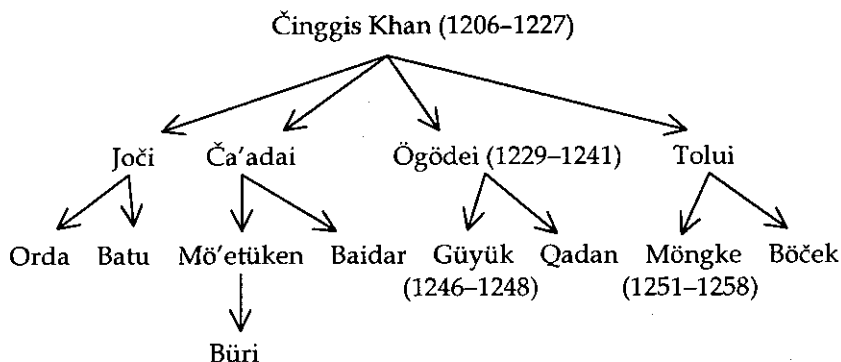 Činggis Khan (1206–1227)
Joči Ča'adai Ögödei (1229–1241) Tolui
Orda Batu Mö'etüken Baidar Güyük Qadan Möngke Böček
(1246–1248) (1251–1258)
Büri